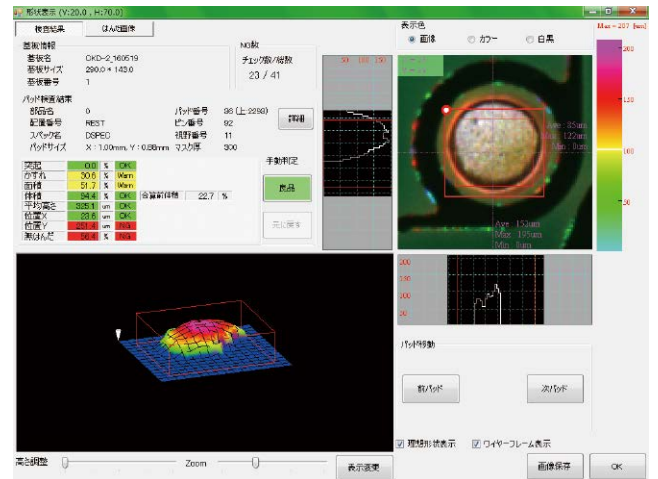 形状表示 (V:20.0 , H:70.0)
検査結果
はんだ画像
基板情報
基板名 OKD-2_160519
基板サイズ 290.0 * 143.0
基板番号 1
NG数
チェック数/総数
23 / 41
パッド検査結果
部品名 0 パッド番号 96 (上:2298)
配置番号 REST ピン番号 92
スペック名 DSPEC 視野番号 11
パッドサイズ X : 1.00mm, Y : 0.88mm マスク厚 300
詳細
突起 0.0 % OK
かすれ 50.6 % Warn
面積 51.7 % Warn
体積 94.4 % OK 合算前体積 22.7 %
平均高さ 325.1 um OK
位置X 23.6 um OK
位置Y 251.4 um NG
無はんだ 56.4 % NG
手動判定
良品
元に戻す
50 100 150
表示色
画像
カラー
白黒
Max = 207 [um]
200
150
100
50
Ave : 85um
Max : 122um
Min : 0um
Ave : 153um
Max : 195um
Min : 0um
200
150
100
50
パッド移動
前パッド
次パッド
理想形状表示
ワイヤーフレーム表示
高さ調整
Zoom
表示変更
画像保存
OK